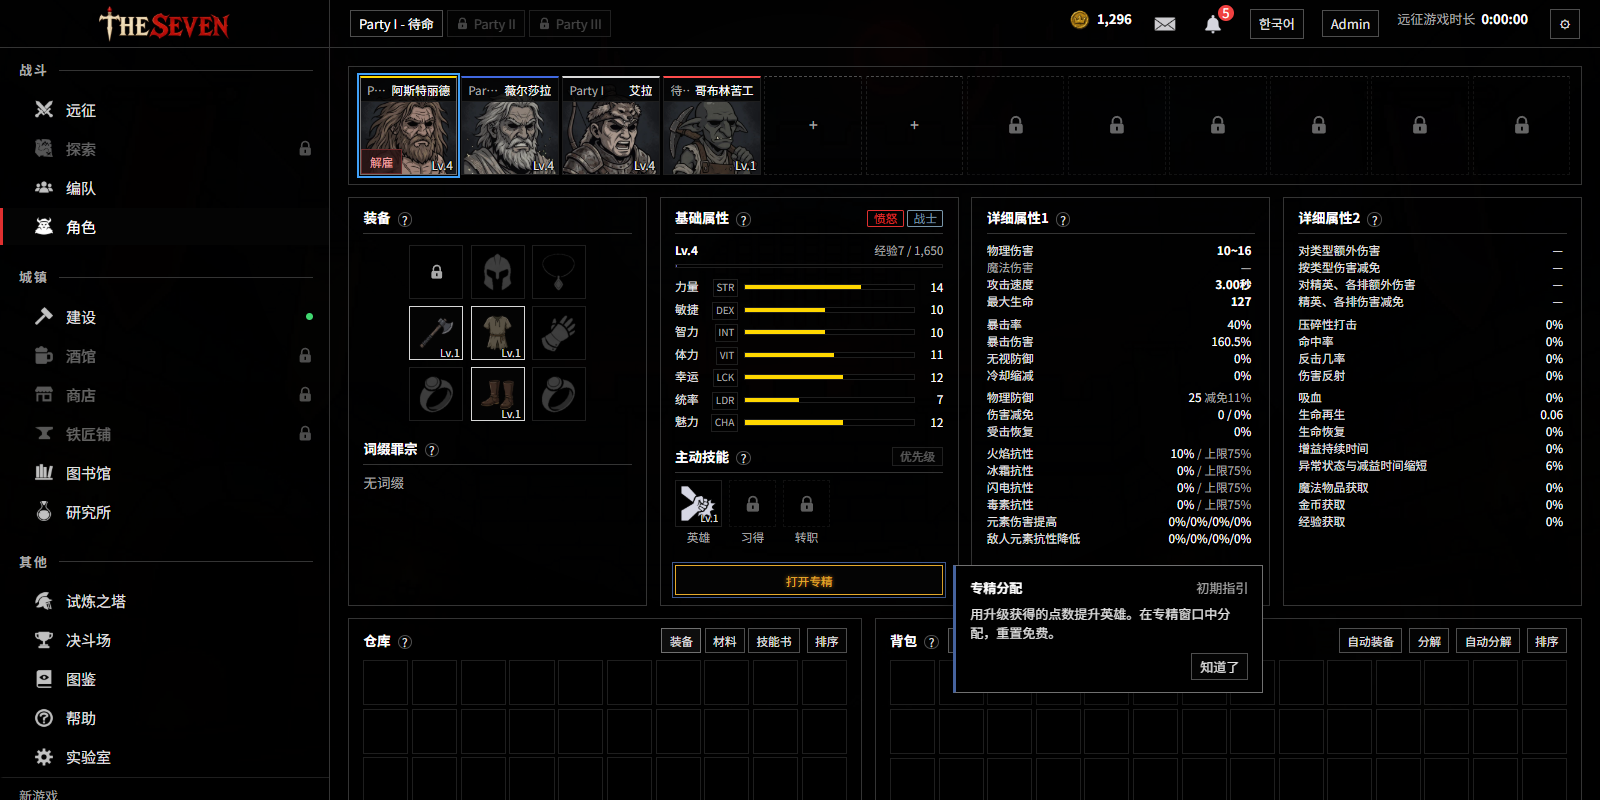 THE SEVEN
Party I - 待命
Party II
Party III
1,296
5
한국어
Admin
远征游戏时长 0:00:00
战斗
远征
探索
编队
角色
城镇
建设
酒馆
商店
铁匠铺
图书馆
研究所
其他
试炼之塔
决斗场
图鉴
帮助
实验室
新游戏
P··· 阿斯特丽德
解雇
Lv.4
Par··· 薇尔莎拉
Lv.4
Party I 艾拉
Lv.4
待·· 哥布林苦工
Lv.1
+
+
装备 ?
Lv.1
Lv.1
Lv.1
词缀罪宗 ?
无词缀
基础属性 ?
愤怒 战士
Lv.4 经验7 / 1,650
力量 STR 14
敏捷 DEX 10
智力 INT 10
体力 VIT 11
幸运 LCK 12
统率 LDR 7
魅力 CHA 12
主动技能 ? 优先级
Lv.1
英雄 习得 转职
打开专精
详细属性1 ?
物理伤害 10~16
魔法伤害 —
攻击速度 3.00秒
最大生命 127
暴击率 40%
暴击伤害 160.5%
无视防御 0%
冷却缩减 0%
物理防御 25 减免11%
伤害减免 0 / 0%
受击恢复 0%
火焰抗性 10% / 上限75%
冰霜抗性 0% / 上限75%
闪电抗性 0% / 上限75%
毒素抗性 0% / 上限75%
元素伤害提高 0%/0%/0%/0%
敌人元素抗性降低 0%/0%/0%/0%
详细属性2 ?
对类型额外伤害 —
按类型伤害减免 —
对精英、各排额外伤害 —
精英、各排伤害减免 —
压碎性打击 0%
命中率 0%
反击几率 0%
伤害反射 0%
吸血 0%
生命再生 0.06
生命恢复 0%
增益持续时间 0%
异常状态与减益时间缩短 6%
魔法物品获取 0%
金币获取 0%
经验获取 0%
专精分配 初期指引
用升级获得的点数提升英雄。在专精窗口中分
配，重置免费。
知道了
仓库 ?
装备 材料 技能书 排序
背包 ?
自动装备 分解 自动分解 排序